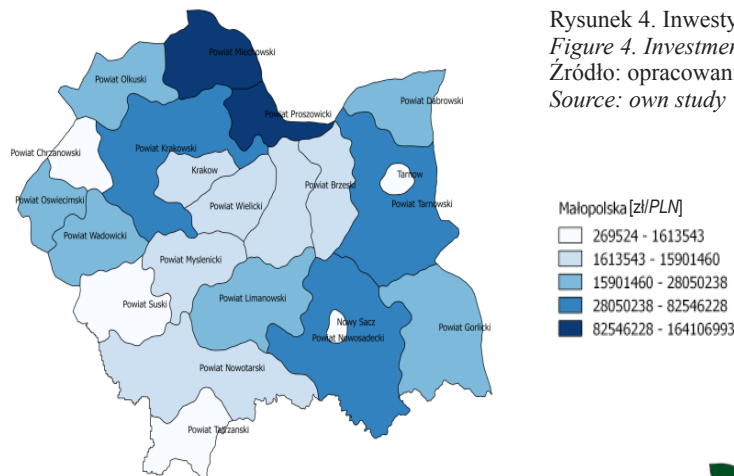 Rysunek 4. Inwesty
Figure 4. Investmen
Źródło: opracowani
Source: own study
Powiat Miechowski
Powiat Olkuski
Powiat Dabrowski
Powiat Proszowicki
Powiat Chrzanowski
Powiat Krakowski
Krakow
Tarnow
Powiat Brzeski
Powiat Oswiecimski
Powiat Wielicki
Powiat Tarnowski
Powiat Wadowicki
Powiat Myslenicki
Powiat Suski
Powiat Limanowski
Nowy Sacz
Powiat Nowosadecki
Powiat Gorlicki
Powiat Nowotarski
Powiat Tatrzanski
Małopolska [zł/PLN]
269524 - 1613543
1613543 - 15901460
15901460 - 28050238
28050238 - 82546228
82546228 - 164106993